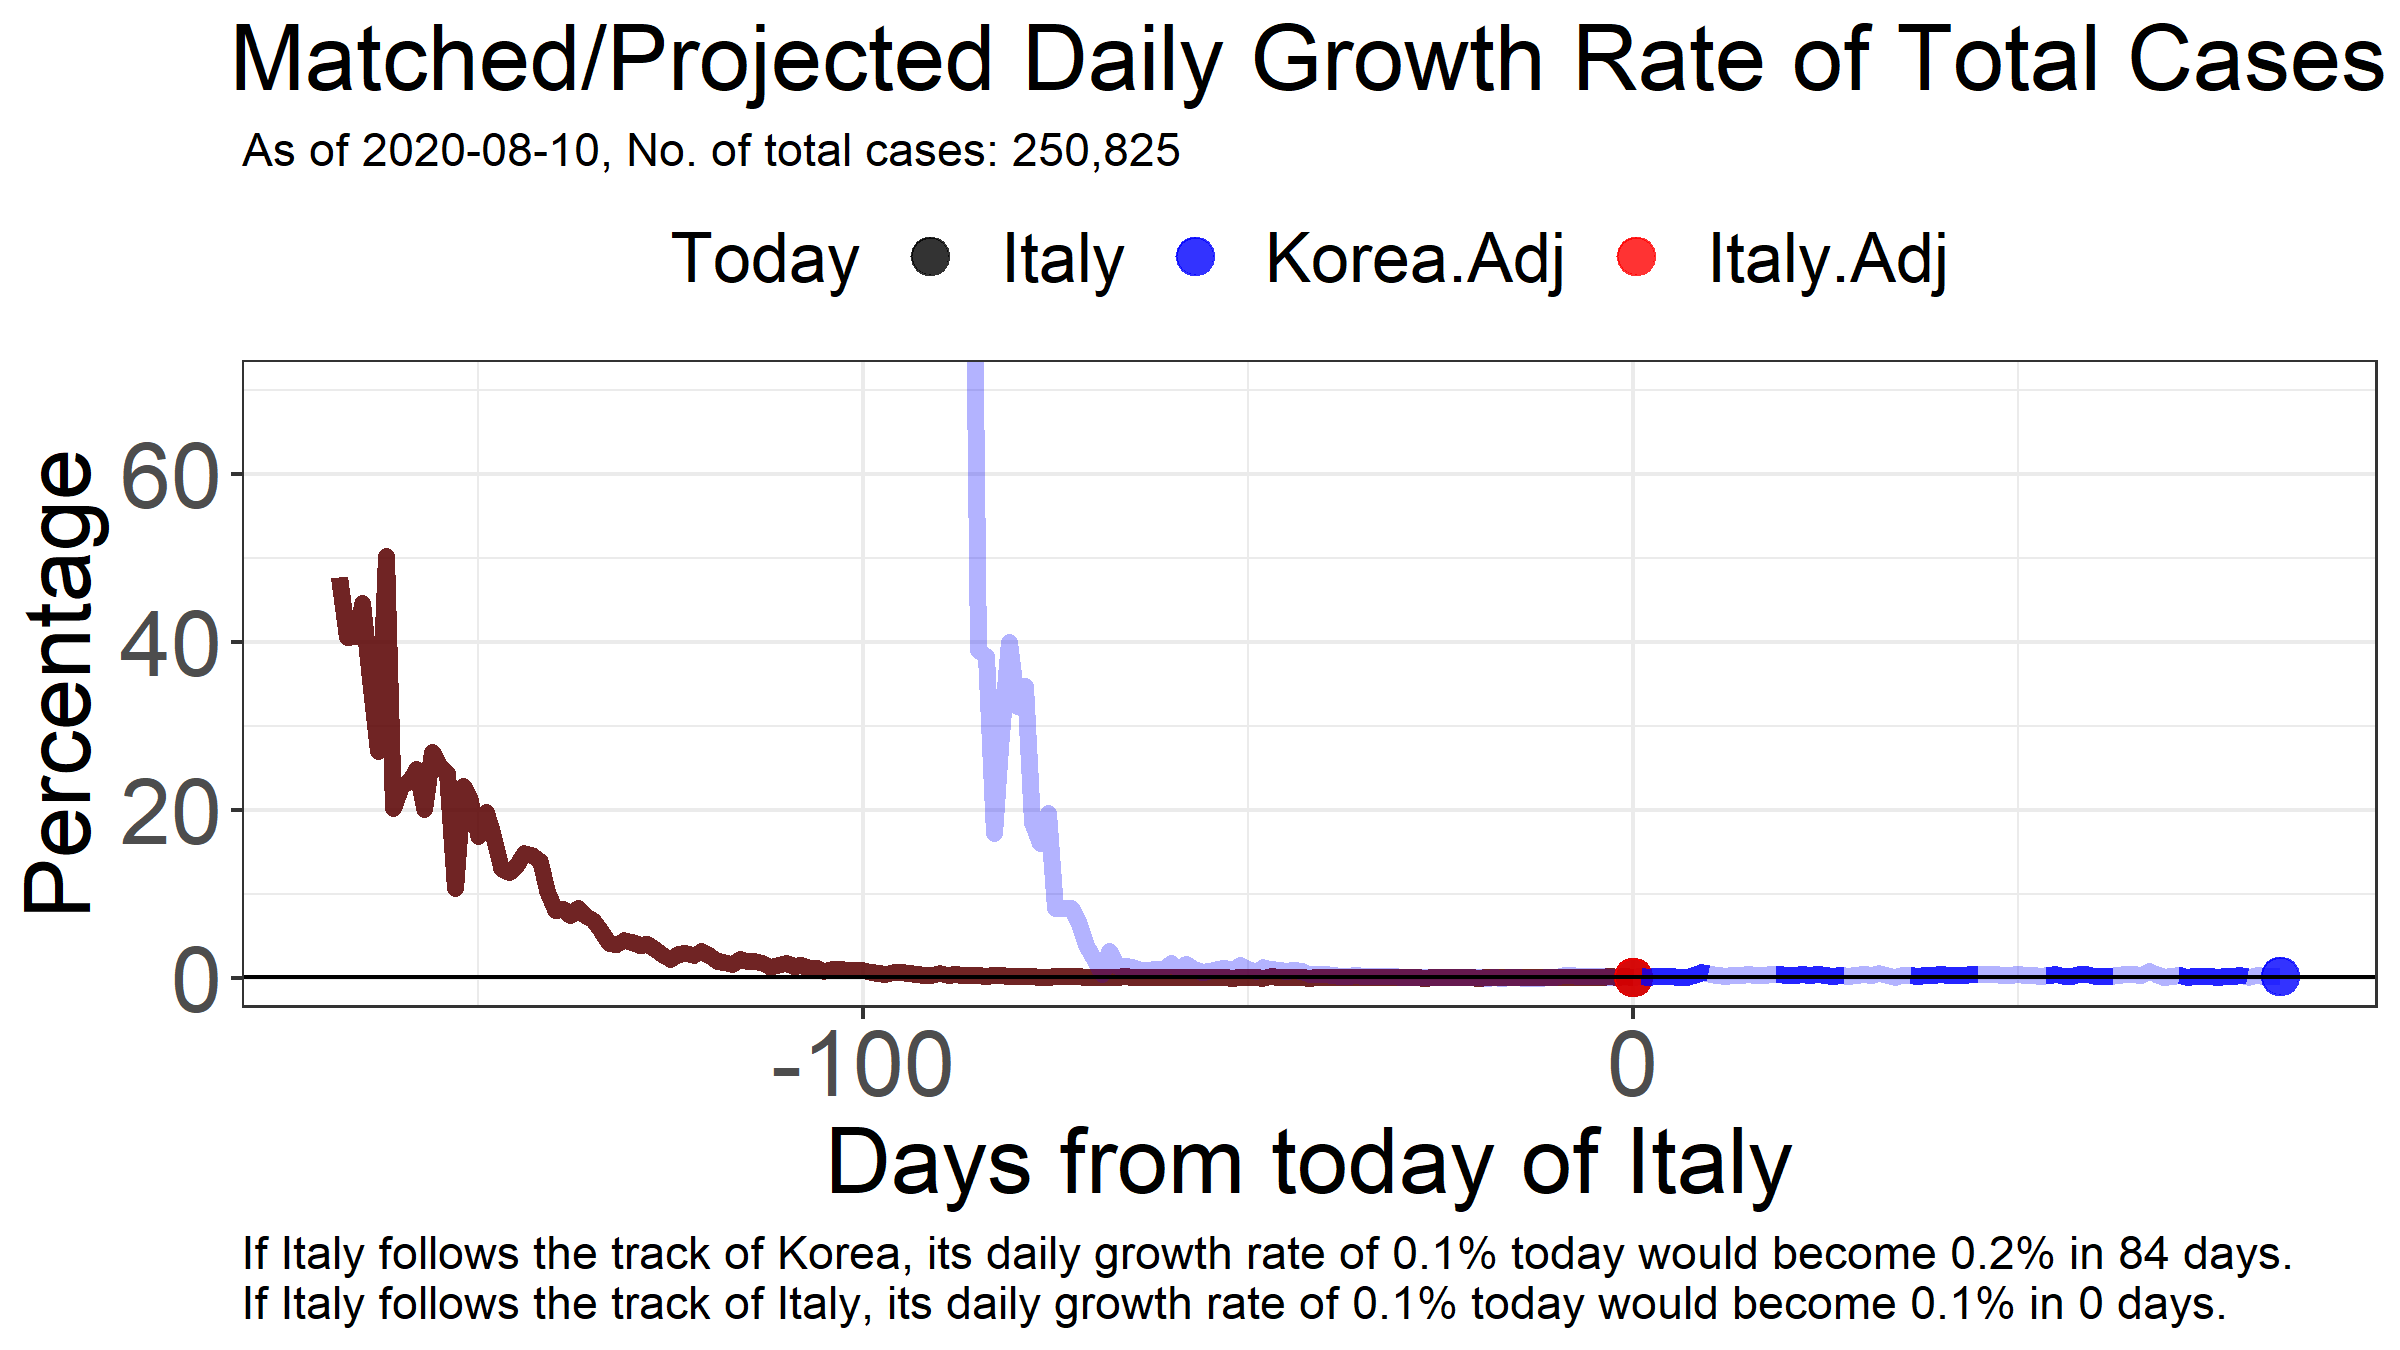 Matched/Projected Daily Growth Rate of Total Cases
As of 2020-08-10, No. of total cases: 250,825
Today Italy Korea.Adj Italy.Adj
Percentage
60
40
20
0
-100 0
Days from today of Italy
If Italy follows the track of Korea, its daily growth rate of 0.1% today would become 0.2% in 84 days.
If Italy follows the track of Italy, its daily growth rate of 0.1% today would become 0.1% in 0 days.